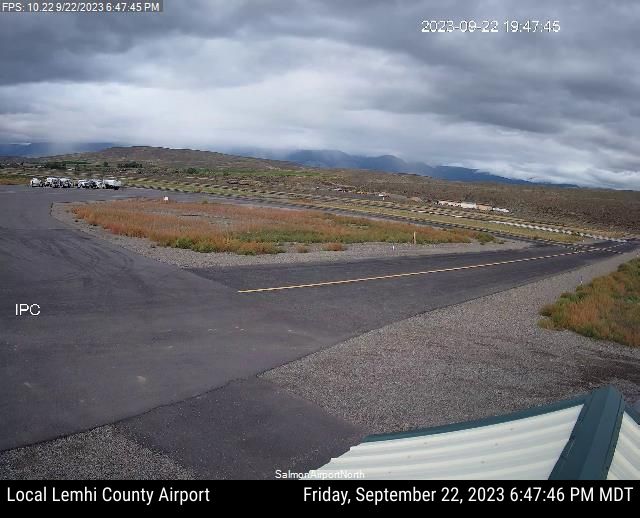 FPS: 10.22 9/22/2023 6:47:45 PM
2023-09-22 19:47:45
IPC
SalmonAirportNorth
Local Lemhi County Airport
Friday, September 22, 2023 6:47:46 PM MDT